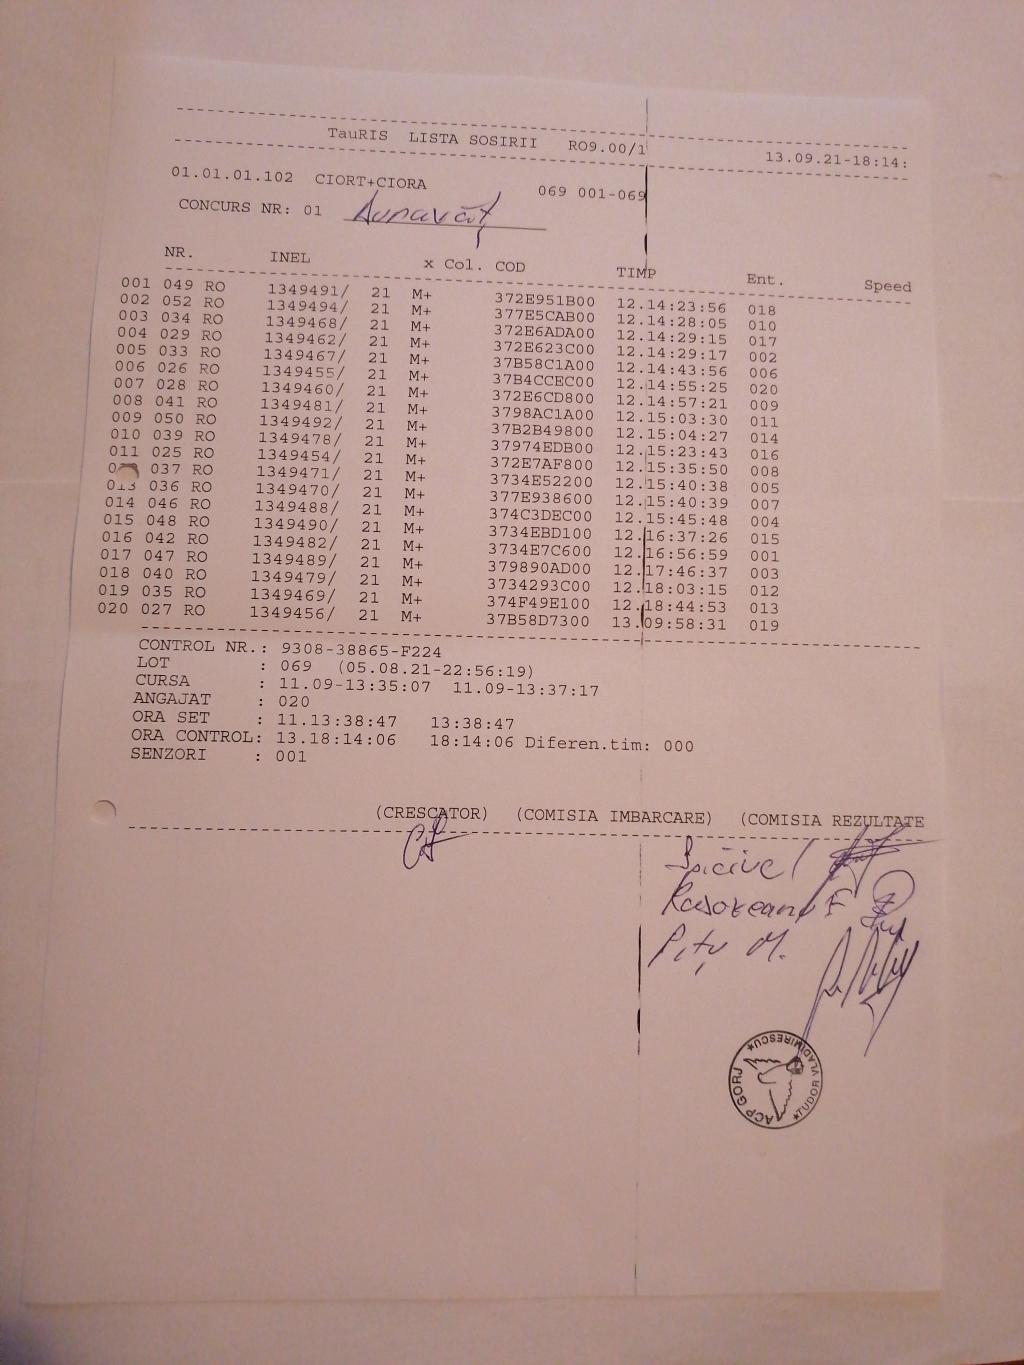 TauRIS LISTA SOSIRII RO9.00/1 13.09.21-18:14:
01.01.01.102 CIORT+CIORA 069 001-069
CONCURS NR: 01
NR. INEL x Col. COD TIMP Ent. Speed
001 049 RO 1349491/ 21 M+ 372E951B00 12.14:23:56 018
002 052 RO 1349494/ 21 M+ 377E5CAB00 12.14:28:05 010
003 034 RO 1349468/ 21 M+ 372E6ADA00 12.14:29:15 017
004 029 RO 1349462/ 21 M+ 372E623C00 12.14:29:17 002
005 033 RO 1349467/ 21 M+ 37B58C1A00 12.14:43:56 006
006 026 RO 1349455/ 21 M+ 37B4CCEC00 12.14:55:25 020
007 028 RO 1349460/ 21 M+ 372E6CD800 12.14:57:21 009
008 041 RO 1349481/ 21 M+ 3798AC1A00 12.15:03:30 011
009 050 RO 1349492/ 21 M+ 37B2B49800 12.15:04:27 014
010 039 RO 1349478/ 21 M+ 37974EDB00 12.15:23:43 016
011 025 RO 1349454/ 21 M+ 372E7AF800 12.15:35:50 008
037 RO 1349471/ 21 M+ 3734E52200 12.15:40:38 005
013 036 RO 1349470/ 21 M+ 377E938600 12.15:40:39 007
014 046 RO 1349488/ 21 M+ 374C3DEC00 12.15:45:48 004
015 048 RO 1349490/ 21 M+ 3734EBD100 12.16:37:26 015
016 042 RO 1349482/ 21 M+ 3734E7C600 12.16:56:59 001
017 047 RO 1349489/ 21 M+ 379890AD00 12.17:46:37 003
018 040 RO 1349479/ 21 M+ 3734293C00 12.18:03:15 012
019 035 RO 1349469/ 21 M+ 374F49E100 12.18:44:53 013
020 027 RO 1349456/ 21 M+ 37B58D7300 13.09:58:31 019
CONTROL NR.: 9308-38865-F224
LOT : 069 (05.08.21-22:56:19)
CURSA : 11.09-13:35:07 11.09-13:37:17
ANGAJAT : 020
ORA SET : 11.13:38:47 13:38:47
ORA CONTROL: 13.18:14:06 18:14:06 Diferen.tim: 000
SENZORI : 001
(CRESCATOR) (COMISIA IMBARCARE) (COMISIA REZULTATE
Pițu M.
ACP GORJ
*TUDOR VLADIMIRESCU*